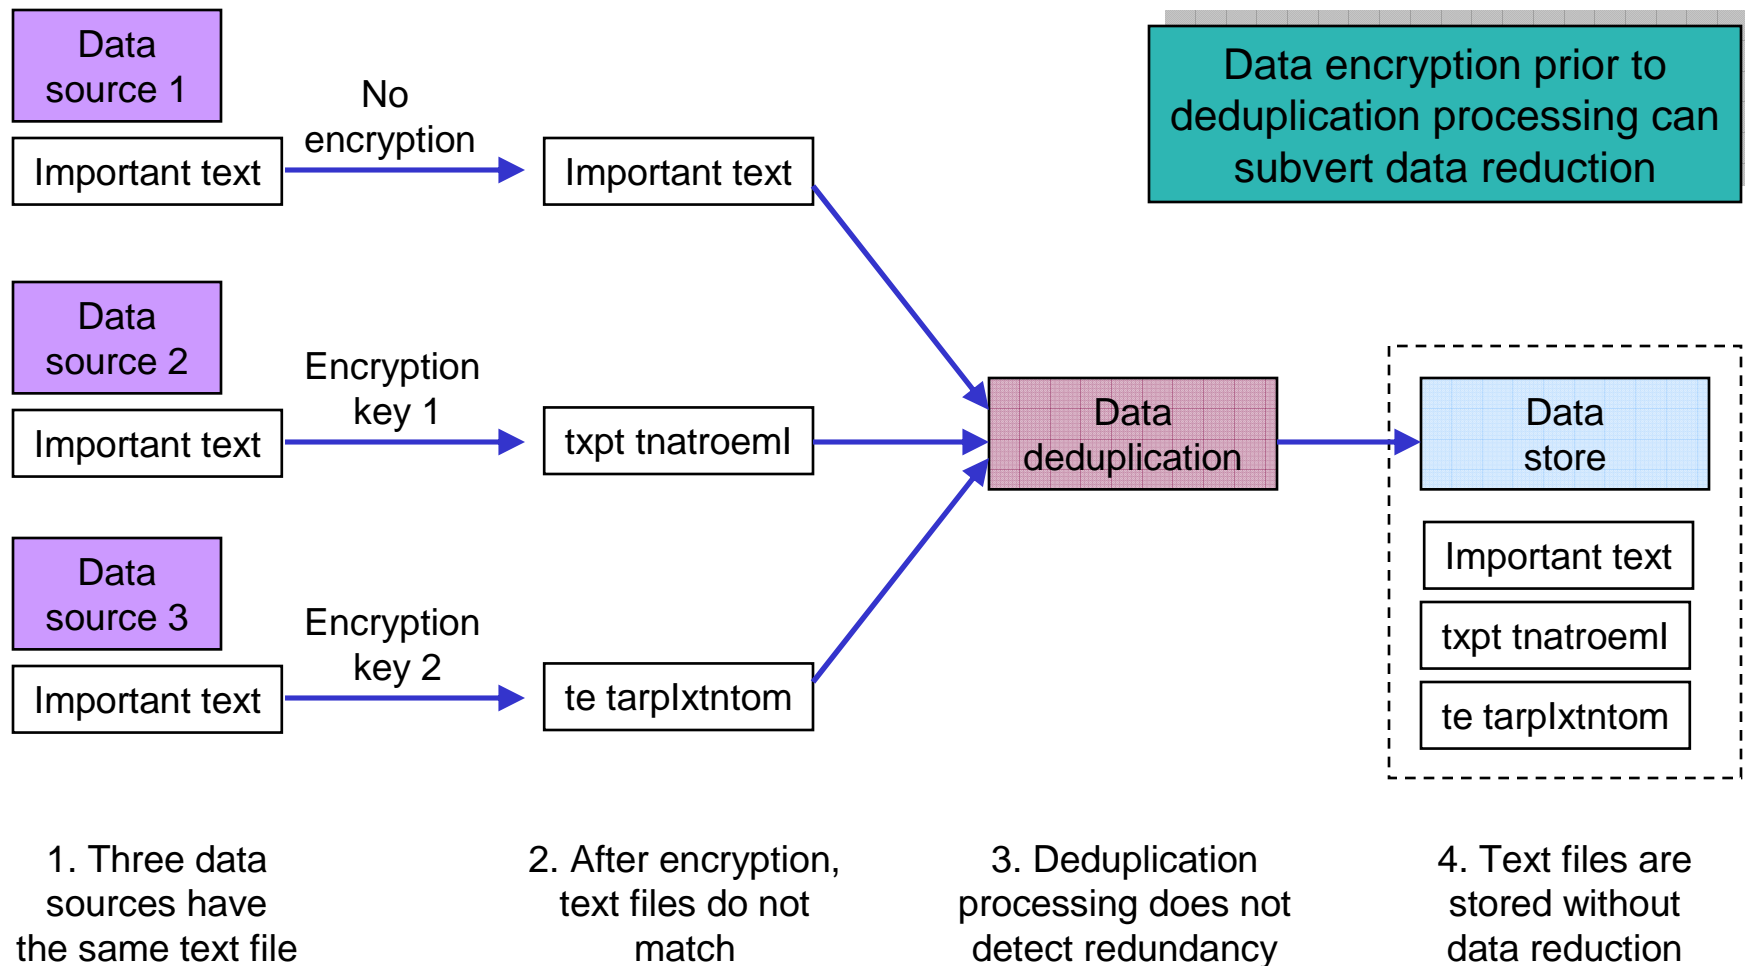 Data
source 1
No
encryption
Important text
Important text
Data encryption prior to
deduplication processing can
subvert data reduction
Data
source 2
Encryption
key 1
Important text
txpt tnatroemI
Data
deduplication
Data
store
Important text
txpt tnatroemI
te tarpIxtntom
Data
source 3
Encryption
key 2
Important text
te tarpIxtntom
1. Three data
sources have
the same text file
2. After encryption,
text files do not
match
3. Deduplication
processing does not
detect redundancy
4. Text files are
stored without
data reduction